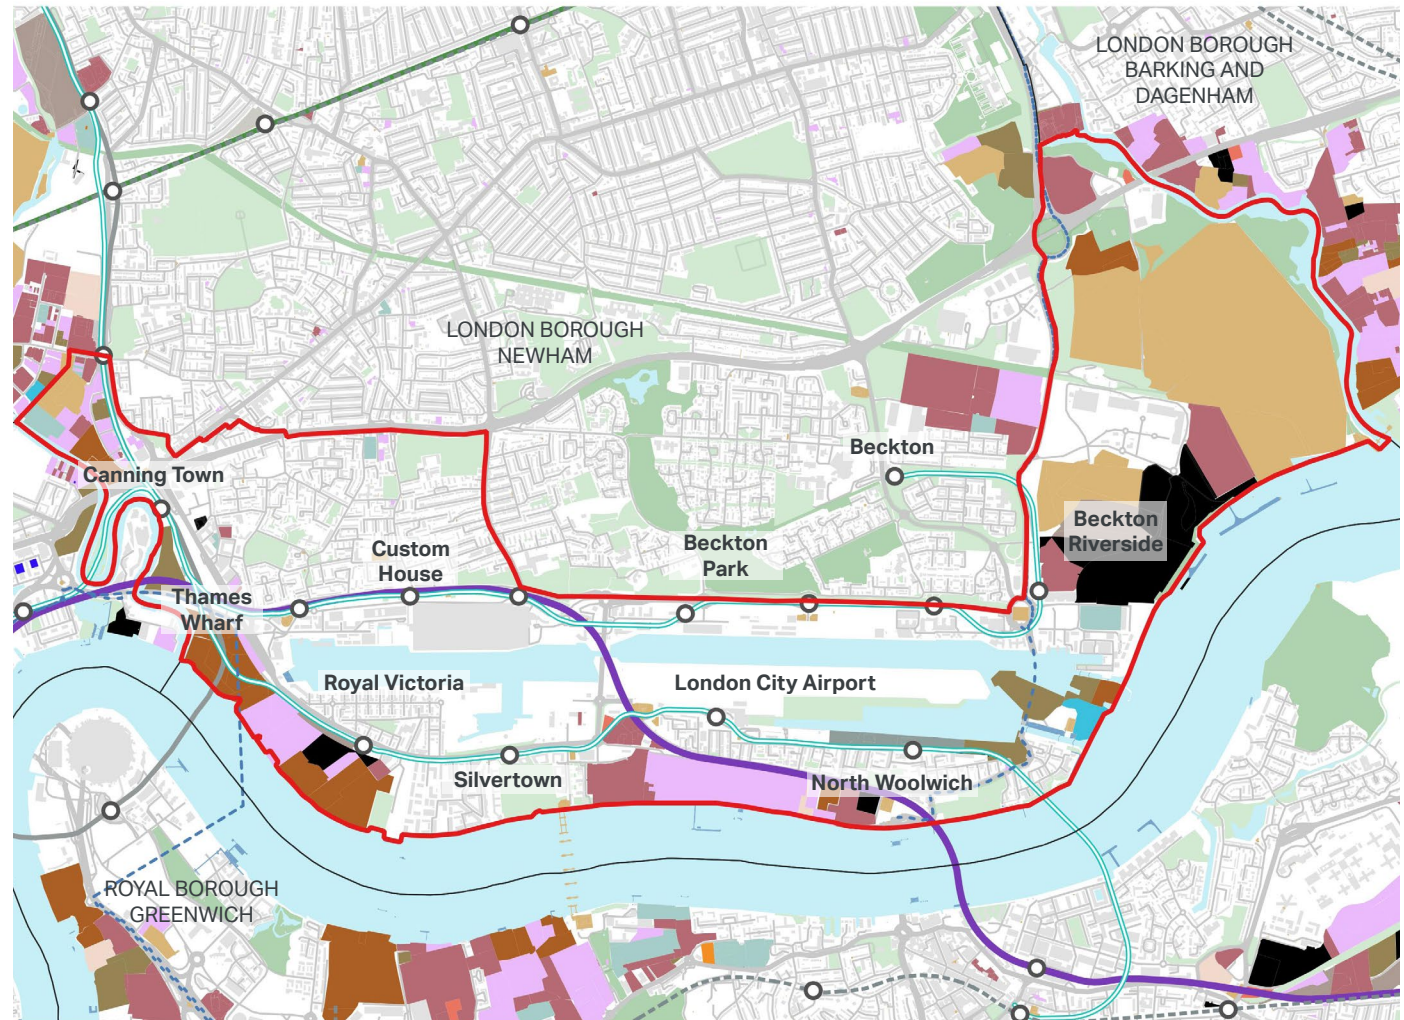 LONDON BOROUGH
BARKING AND
DAGENHAM
LONDON BOROUGH
NEWHAM
Beckton
Canning Town
Beckton
Riverside
Custom
House
Beckton
Park
Thames
Wharf
Royal Victoria
London City Airport
Silvertown
North Woolwich
ROYAL BOROUGH
GREENWICH